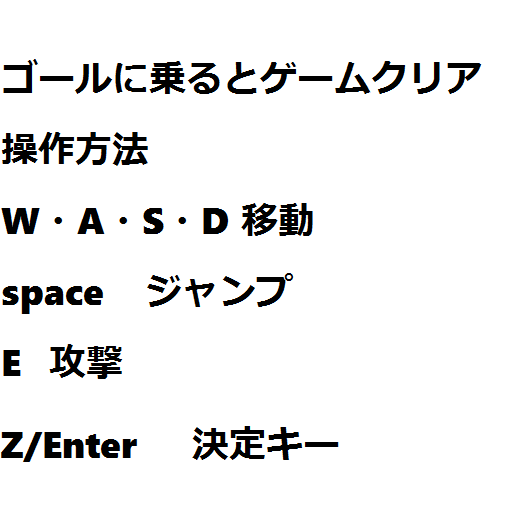 ゴールに乗るとゲームクリア
操作方法
W・A・S・D 移動
space　ジャンプ
E 攻撃
Z/Enter　決定キー